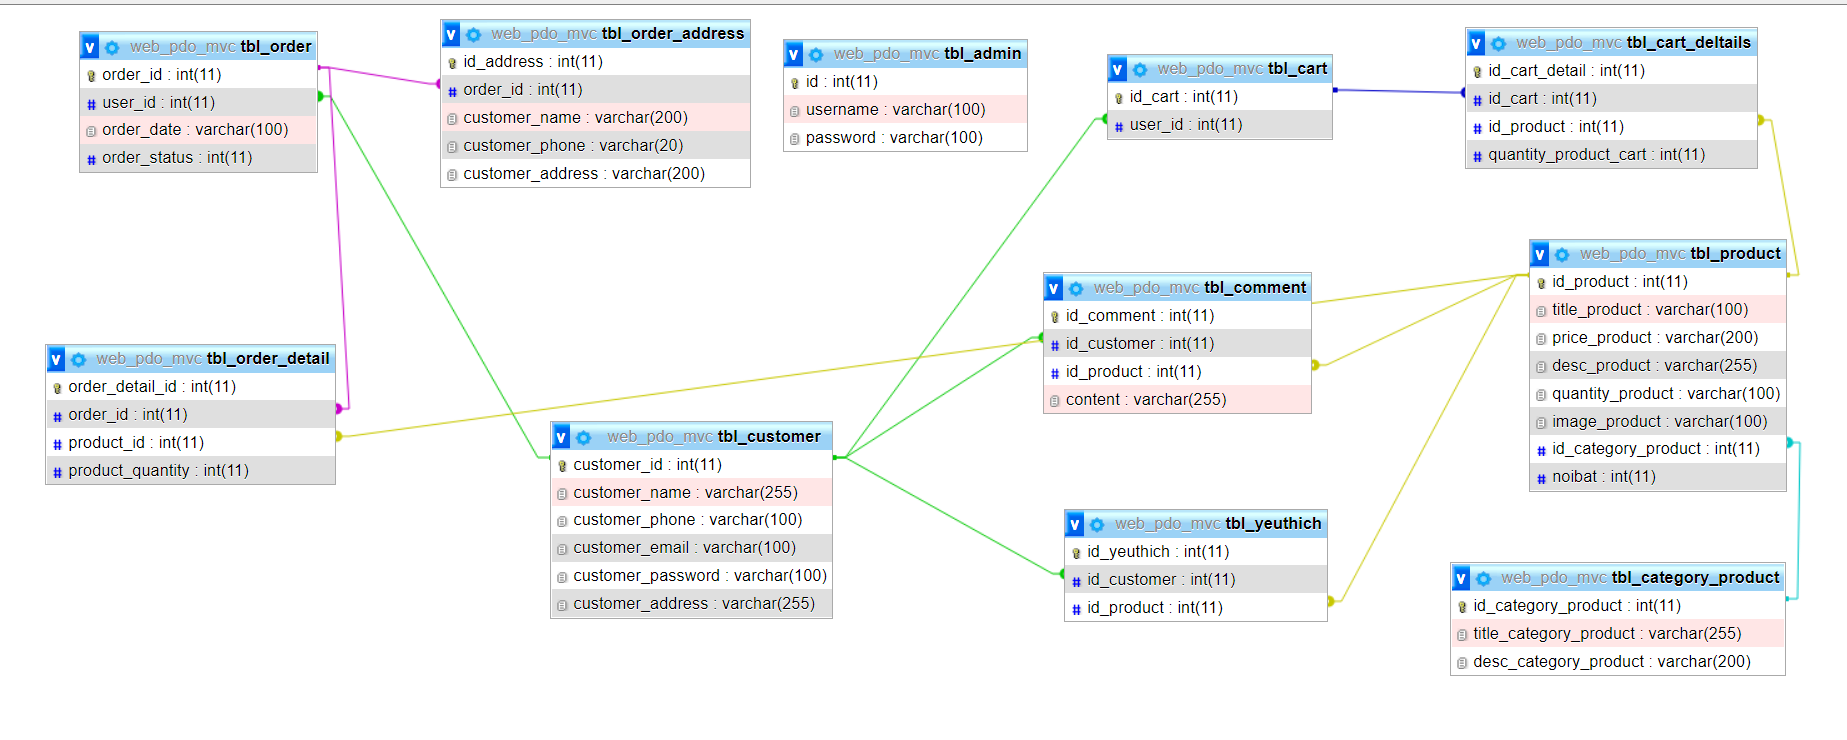 web_pdo_mvc tbl_order
order_id : int(11)
user_id : int(11)
order_date : varchar(100)
order_status : int(11)
web_pdo_mvc tbl_order_address
id_address : int(11)
order_id : int(11)
customer_name : varchar(200)
customer_phone : varchar(20)
customer_address : varchar(200)
web_pdo_mvc tbl_admin
id : int(11)
username : varchar(100)
password : varchar(100)
web_pdo_mvc tbl_cart
id_cart : int(11)
user_id : int(11)
web_pdo_mvc tbl_cart_deltails
id_cart_detail : int(11)
id_cart : int(11)
id_product : int(11)
quantity_product_cart : int(11)
web_pdo_mvc tbl_order_detail
order_detail_id : int(11)
order_id : int(11)
product_id : int(11)
product_quantity : int(11)
web_pdo_mvc tbl_customer
customer_id : int(11)
customer_name : varchar(255)
customer_phone : varchar(100)
customer_email : varchar(100)
customer_password : varchar(100)
customer_address : varchar(255)
web_pdo_mvc tbl_comment
id_comment : int(11)
id_customer : int(11)
id_product : int(11)
content : varchar(255)
web_pdo_mvc tbl_product
id_product : int(11)
title_product : varchar(100)
price_product : varchar(200)
desc_product : varchar(255)
quantity_product : varchar(100)
image_product : varchar(100)
id_category_product : int(11)
noibat : int(11)
web_pdo_mvc tbl_yeuthich
id_yeuthich : int(11)
id_customer : int(11)
id_product : int(11)
web_pdo_mvc tbl_category_product
id_category_product : int(11)
title_category_product : varchar(255)
desc_category_product : varchar(200)